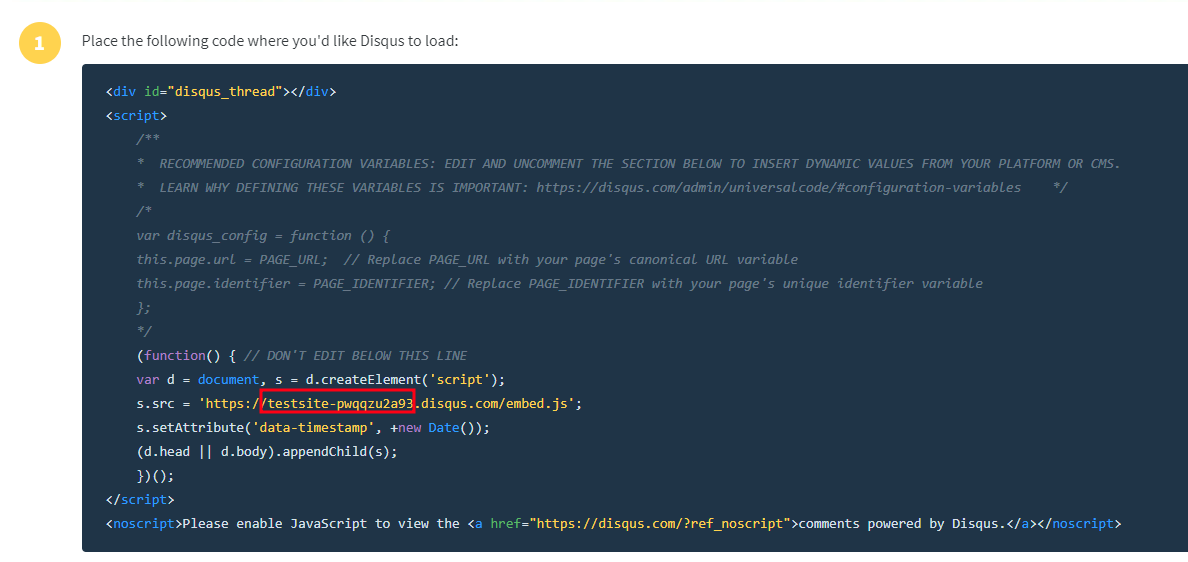 1
Place the following code where you'd like Disqus to load:
<div id="disqus_thread"></div>
<script>
/**
* RECOMMENDED CONFIGURATION VARIABLES: EDIT AND UNCOMMENT THE SECTION BELOW TO INSERT DYNAMIC VALUES FROM YOUR PLATFORM OR CMS.
* LEARN WHY DEFINING THESE VARIABLES IS IMPORTANT: https://disqus.com/admin/universalcode/#configuration-variables */
/*
var disqus_config = function () {
this.page.url = PAGE_URL; // Replace PAGE_URL with your page's canonical URL variable
this.page.identifier = PAGE_IDENTIFIER; // Replace PAGE_IDENTIFIER with your page's unique identifier variable
};
*/
(function() { // DON'T EDIT BELOW THIS LINE
var d = document, s = d.createElement('script');
s.src = 'https://testsite-pwqqzu2a93.disqus.com/embed.js';
s.setAttribute('data-timestamp', +new Date());
(d.head || d.body).appendChild(s);
})();
</script>
<noscript>Please enable JavaScript to view the <a href="https://disqus.com/?ref_noscript">comments powered by Disqus.</a></noscript>